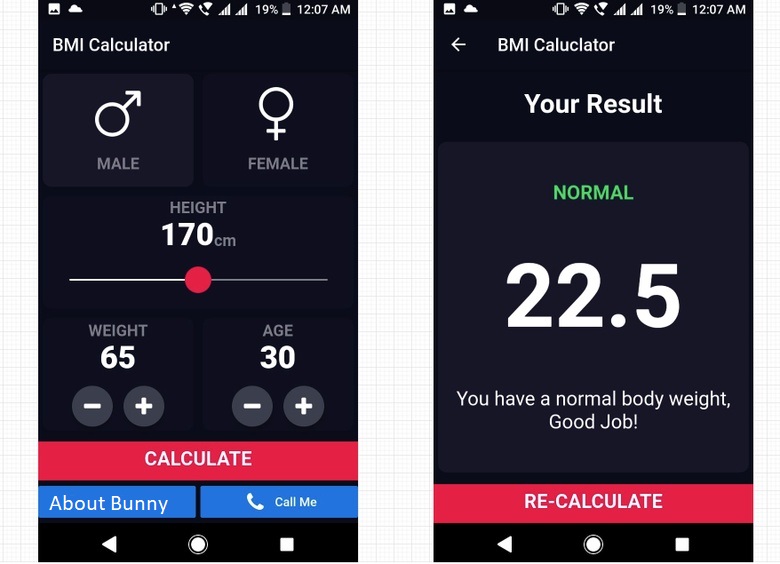 19% 12:07 AM
BMI Calculator
MALE
FEMALE
HEIGHT
170cm
WEIGHT
65
AGE
30
CALCULATE
About Bunny
Call Me
19% 12:07 AM
BMI Caluclator
Your Result
NORMAL
22.5
You have a normal body weight,
Good Job!
RE-CALCULATE